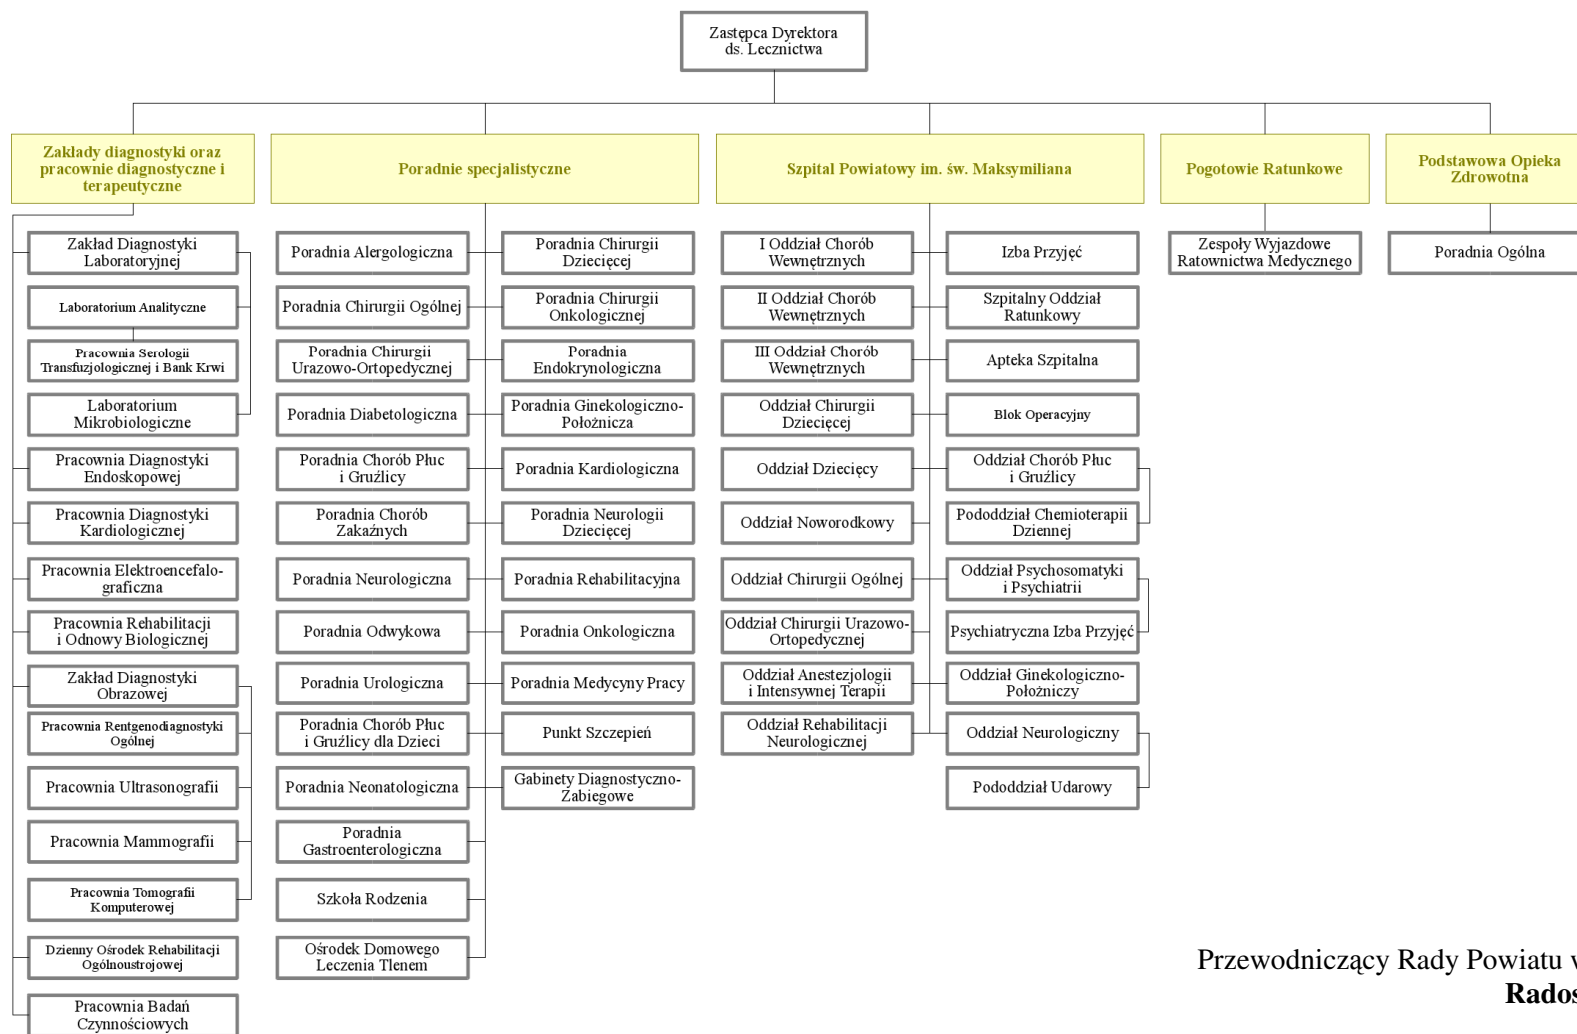 Zastępca Dyrektora
ds. Lecznictwa
Zakłady diagnostyki oraz
pracownie diagnostyczne i
terapeutyczne
Zakład Diagnostyki
Laboratoryjnej
Laboratorium Analityczne
Pracownia Serologii
Transfuzjologicznej i Bank Krwi
Laboratorium
Mikrobiologiczne
Pracownia Diagnostyki
Endoskopowej
Pracownia Diagnostyki
Kardiologicznej
Pracownia Elektroencefalo-
graficzna
Pracownia Rehabilitacji
i Odnowy Biologicznej
Zakład Diagnostyki
Obrazowej
Pracownia Rentgenodiagnostyki
Ogólnej
Pracownia Ultrasonografii
Pracownia Mammografii
Pracownia Tomografii
Komputerowej
Dzienny Ośrodek Rehabilitacji
Ogólnoustrojowej
Pracownia Badań
Czynnościowych
Poradnie specjalistyczne
Poradnia Alergologiczna
Poradnia Chirurgii Ogólnej
Poradnia Chirurgii
Urazowo-Ortopedycznej
Poradnia Diabetologiczna
Poradnia Chorób Płuc
i Gruźlicy
Poradnia Chorób
Zakaźnych
Poradnia Neurologiczna
Poradnia Odwykowa
Poradnia Urologiczna
Poradnia Chorób Płuc
i Gruźlicy dla Dzieci
Poradnia Neonatologiczna
Poradnia
Gastroenterologiczna
Szkoła Rodzenia
Ośrodek Domowego
Leczenia Tlenem
Poradnia Chirurgii
Dziecięcej
Poradnia Chirurgii
Onkologicznej
Poradnia
Endokrynologiczna
Poradnia Ginekologiczno-
Położnicza
Poradnia Kardiologiczna
Poradnia Neurologii
Dziecięcej
Poradnia Rehabilitacyjna
Poradnia Onkologiczna
Poradnia Medycyny Pracy
Punkt Szczepień
Gabinety Diagnostyczno-
Zabiegowe
Szpital Powiatowy im. św. Maksymiliana
I Oddział Chorób
Wewnętrznych
II Oddział Chorób
Wewnętrznych
III Oddział Chorób
Wewnętrznych
Oddział Chirurgii
Dziecięcej
Oddział Dziecięcy
Oddział Noworodkowy
Oddział Chirurgii Ogólnej
Oddział Chirurgii Urazowo-
Ortopedycznej
Oddział Anestezjologii
i Intensywnej Terapii
Oddział Rehabilitacji
Neurologicznej
Izba Przyjęć
Szpitalny Oddział
Ratunkowy
Apteka Szpitalna
Blok Operacyjny
Oddział Chorób Płuc
i Gruźlicy
Pododdział Chemioterapii
Dziennej
Oddział Psychosomatyki
i Psychiatrii
Psychiatryczna Izba Przyjęć
Oddział Ginekologiczno-
Położniczy
Oddział Neurologiczny
Pododdział Udarowy
Pogotowie Ratunkowe
Zespoły Wyjazdowe
Ratownictwa Medycznego
Podstawowa Opieka
Zdrowotna
Poradnia Ogólna
Przewodniczący Rady Powiatu w
Rados